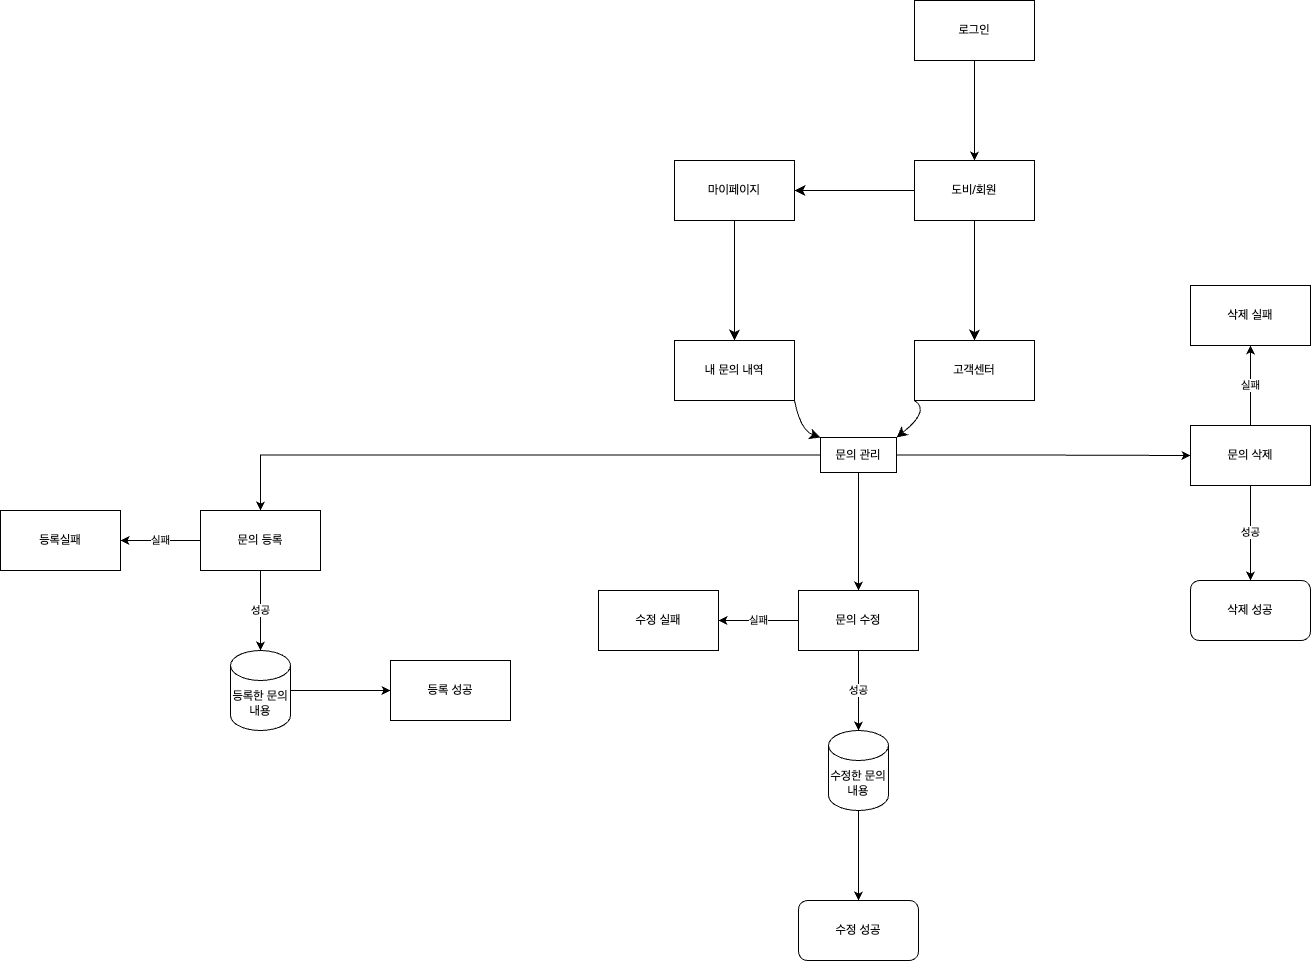 로그인
마이페이지
도비/회원
삭제 실패
내 문의 내역
고객센터
실패
문의 관리
문의 삭제
등록실패
실패
문의 등록
성공
삭제 성공
성공
수정 실패
실패
문의 수정
등록한 문의
내용
등록 성공
성공
수정한 문의
내용
수정 성공